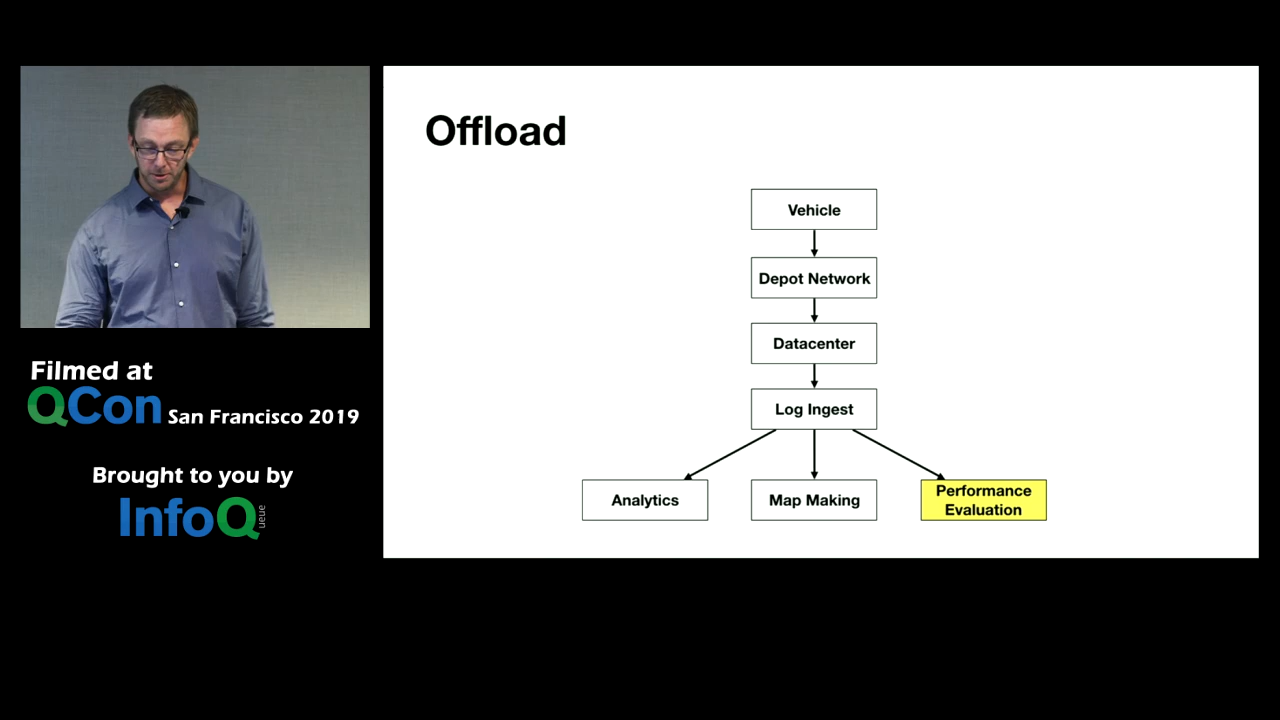 Offload
Vehicle
Depot Network
Datacenter
Log Ingest
Analytics
Map Making
Performance
Evaluation
Filmed at
QCon San Francisco 2019
Brought to you by
InfoQ
ueue